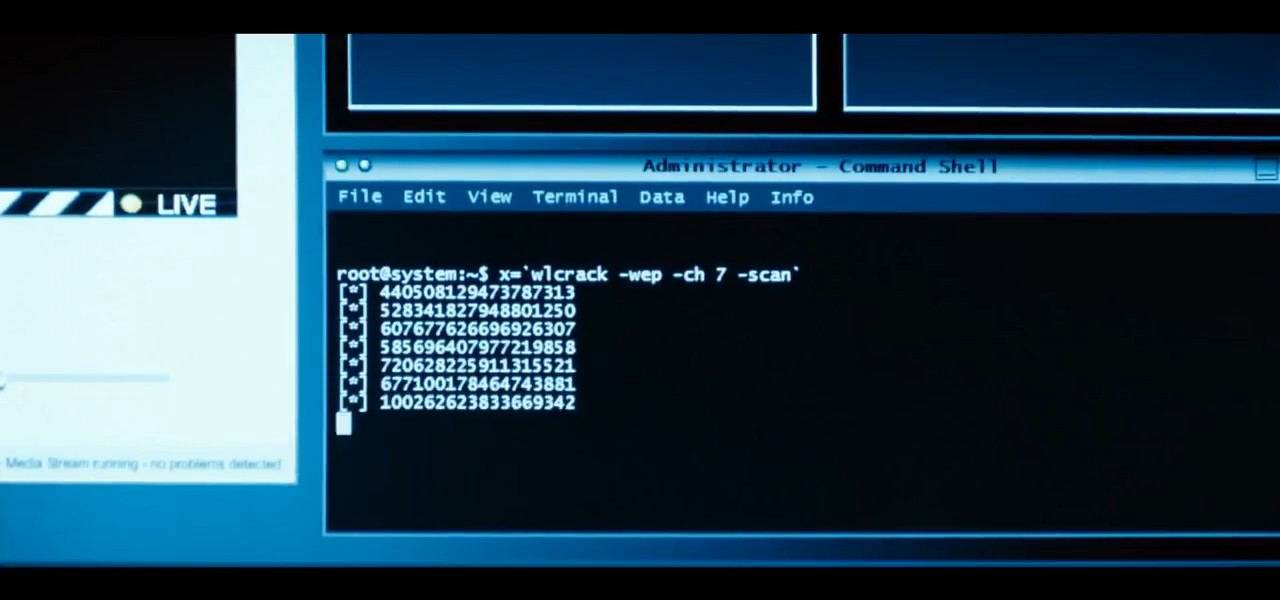 LIVE
Media Stream running - no problems detected
Administrator - Command Shell
File Edit View Terminal Data Help Info
root@system:~$ x=`wlcrack -wep -ch 7 -scan`
[*] 440508129473787313
[*] 528341827948801250
[*] 607677626696926307
[*] 585696407977219858
[*] 720628225911315521
[*] 677100178464743881
[*] 100262623833669342